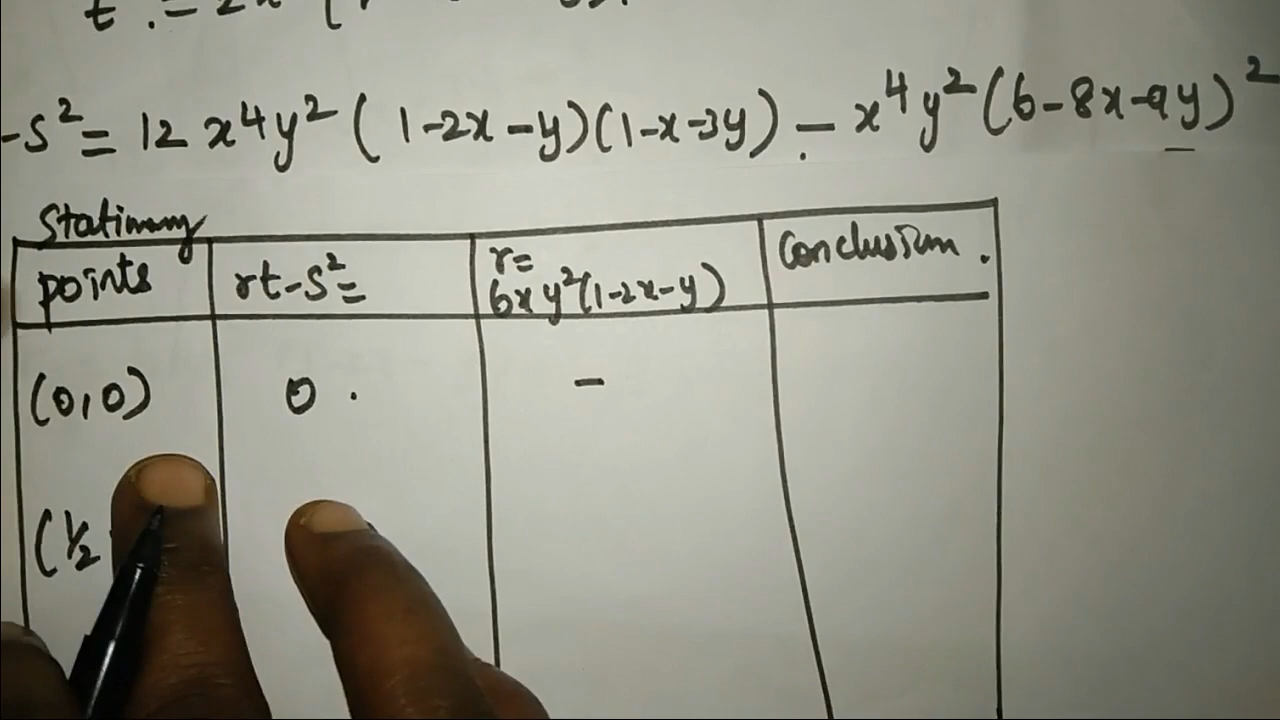 t . = 2x
-s² = 12 x⁴y² ( 1-2x-y)(1-x-3y) - x⁴y²(6-8x-9y)²
Stationary points | rt-s²= | r= 6xy²(1-2x-y) | Conclusion.
(0,0) | 0 . | -
(½